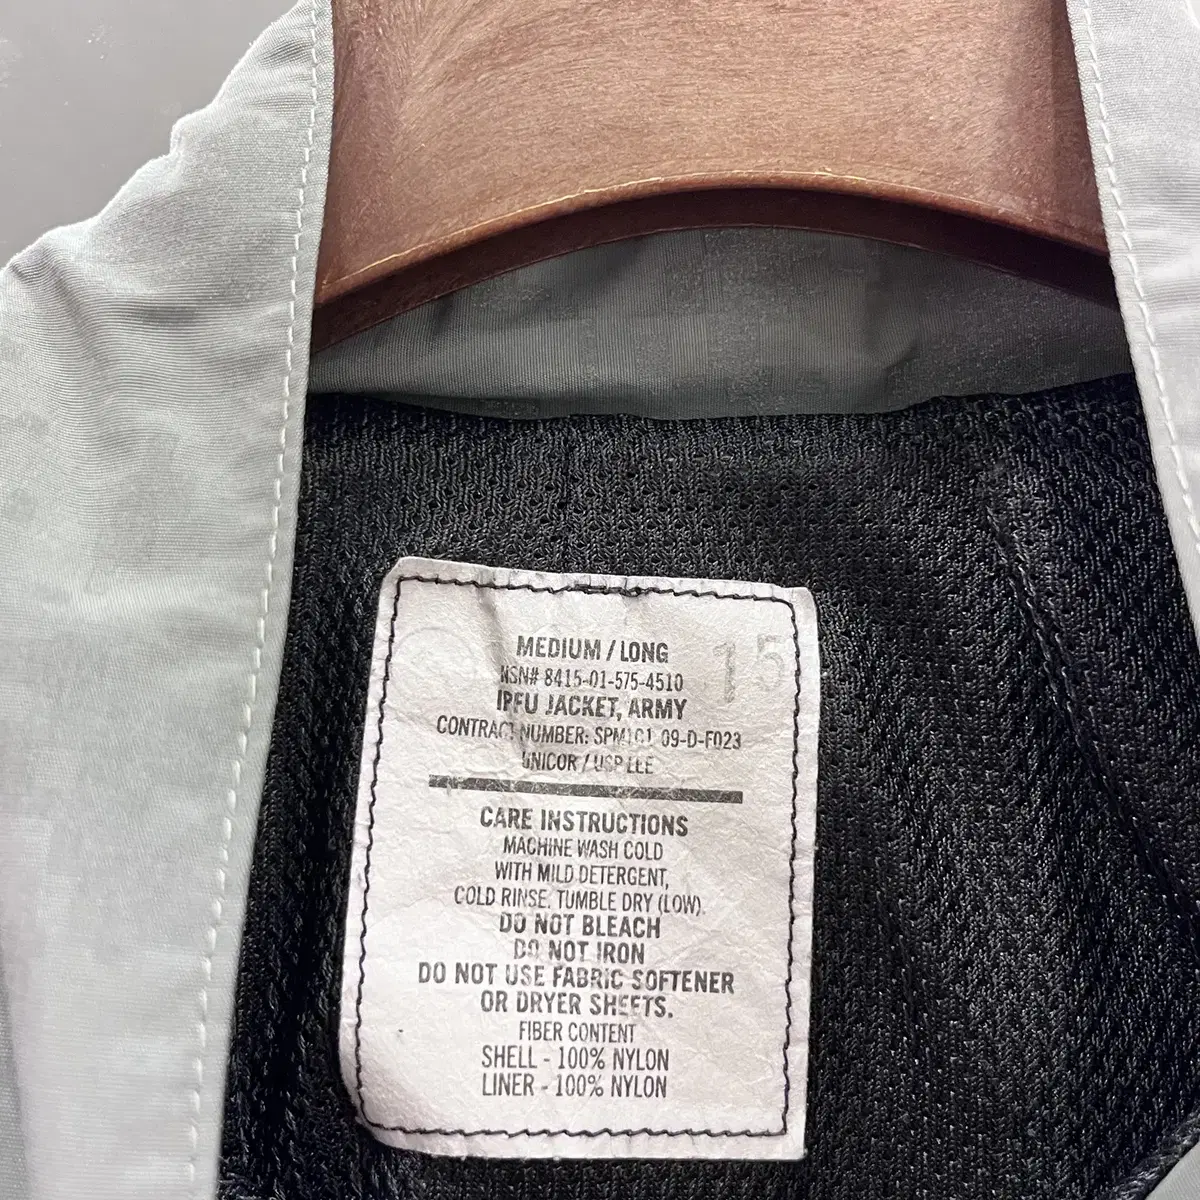 MEDIUM / LONG
15
NSN# 8415-01-575-4510
IPFU JACKET, ARMY
CONTRACT NUMBER: SPM1C1-09-D-F023
UNICOR / USP LEE
CARE INSTRUCTIONS
MACHINE WASH COLD
WITH MILD DETERGENT,
COLD RINSE. TUMBLE DRY (LOW).
DO NOT BLEACH
DO NOT IRON
DO NOT USE FABRIC SOFTENER
OR DRYER SHEETS.
FIBER CONTENT
SHELL - 100% NYLON
LINER - 100% NYLON